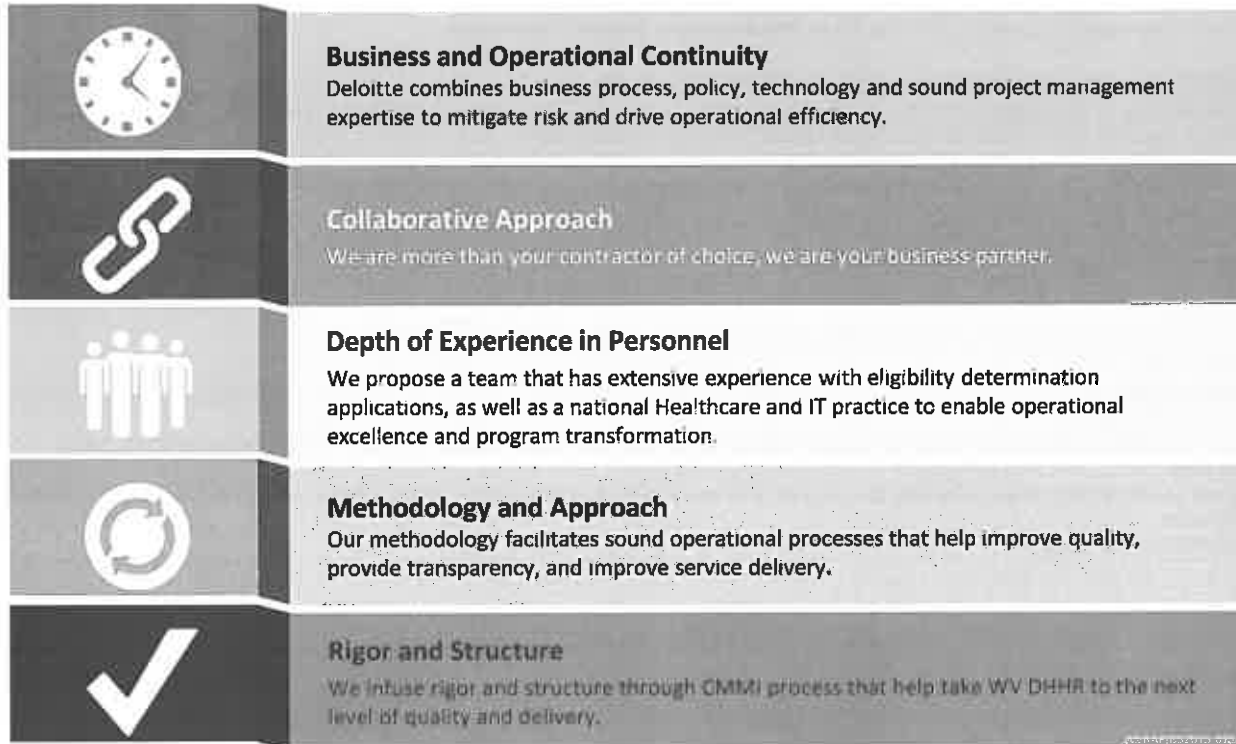 Business and Operational Continuity
Deloitte combines business process, policy, technology and sound project management
expertise to mitigate risk and drive operational efficiency.
Collaborative Approach
We are more than your contractor of choice, we are your business partner.
Depth of Experience in Personnel
We propose a team that has extensive experience with eligibility determination
applications, as well as a national Healthcare and IT practice to enable operational
excellence and program transformation.
Methodology and Approach
Our methodology facilitates sound operational processes that help improve quality,
provide transparency, and improve service delivery.
Rigor and Structure
We infuse rigor and structure through CMMI process that help take WV DHHR to the next
level of quality and delivery.